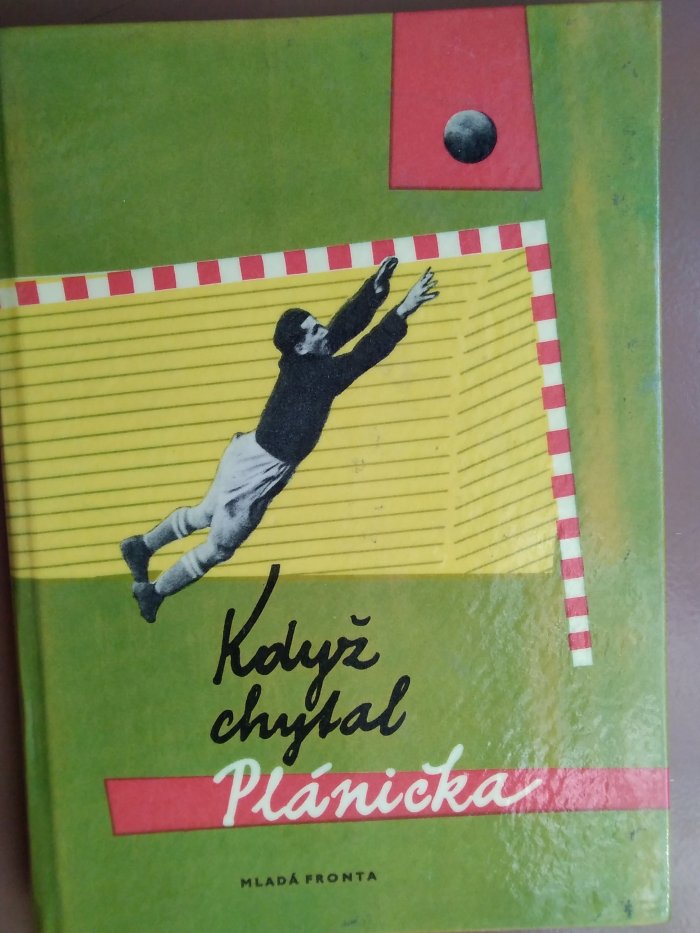 Když
chytal
Plánička
MLADÁ FRONTA